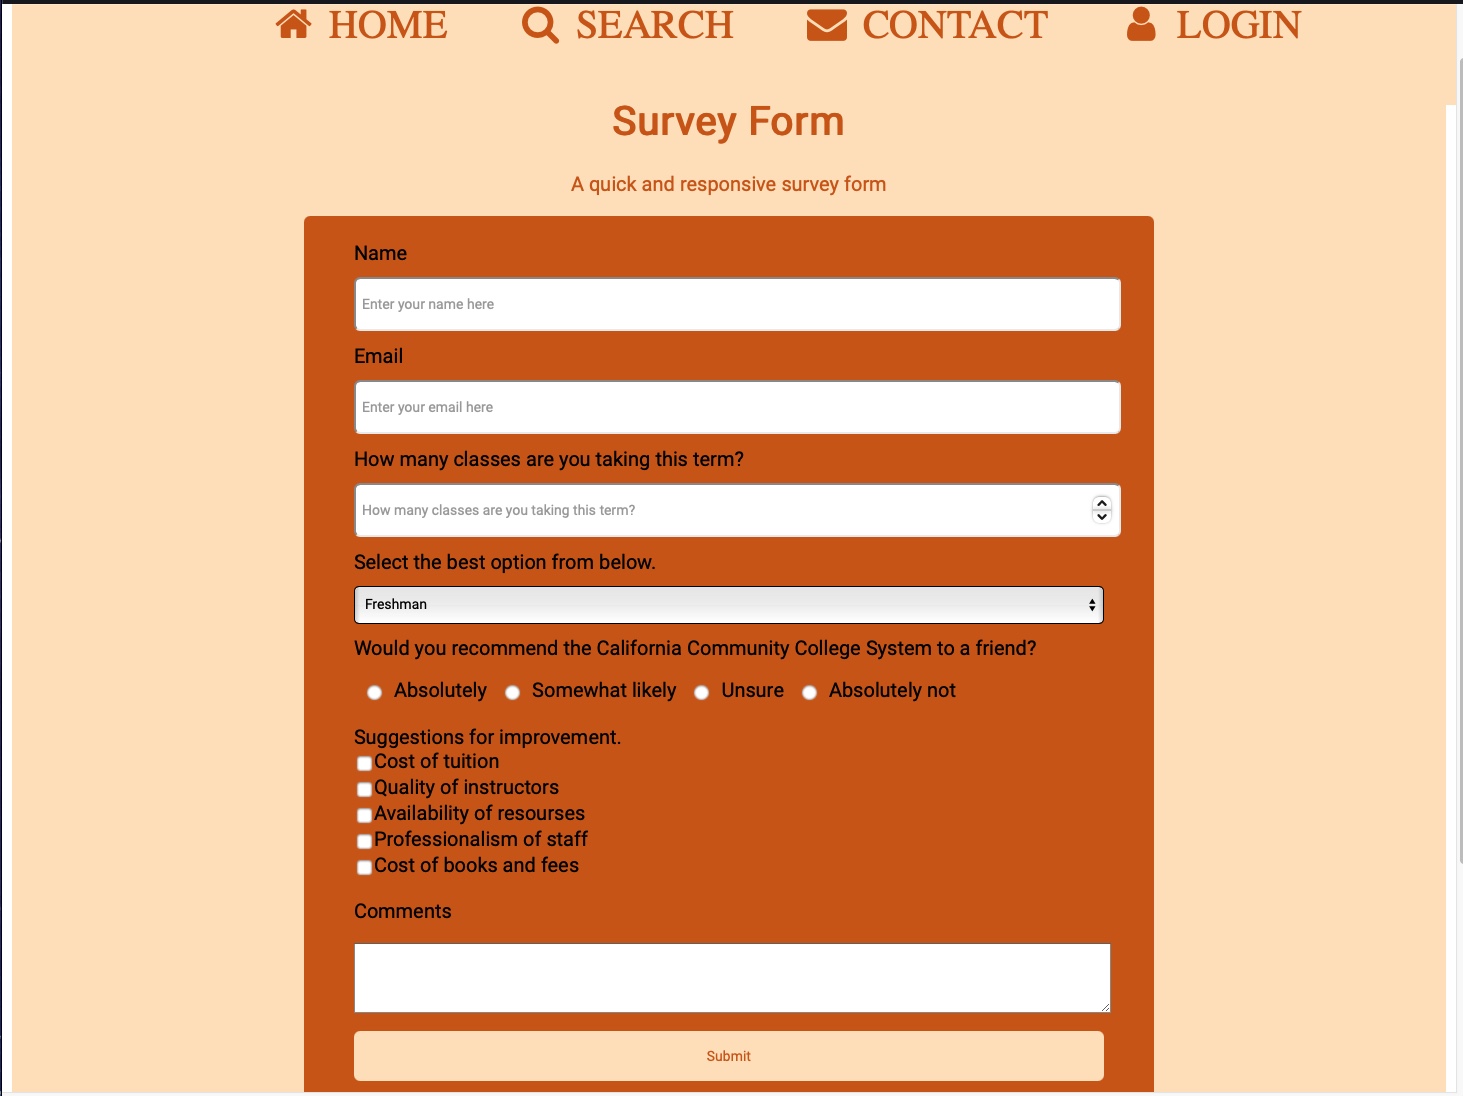 HOME SEARCH CONTACT LOGIN
Survey Form
A quick and responsive survey form
Name
Enter your name here
Email
Enter your email here
How many classes are you taking this term?
How many classes are you taking this term?
Select the best option from below.
Freshman
Would you recommend the California Community College System to a friend?
Absolutely Somewhat likely Unsure Absolutely not
Suggestions for improvement.
Cost of tuition
Quality of instructors
Availability of resourses
Professionalism of staff
Cost of books and fees
Comments
Submit